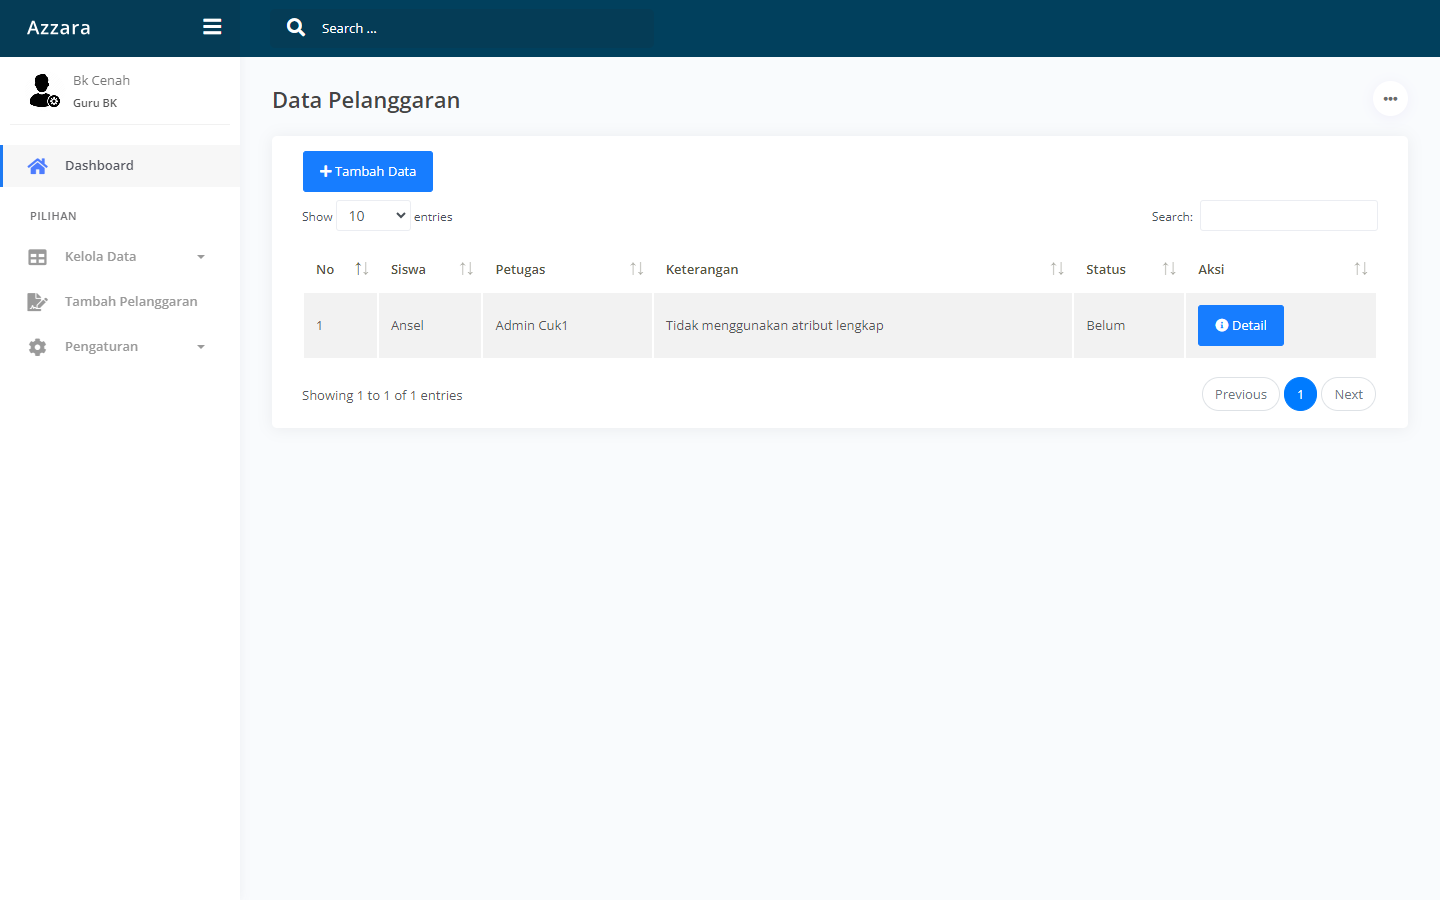 Azzara
Search ...
Bk Cenah
Guru BK
Dashboard
PILIHAN
Kelola Data
Tambah Pelanggaran
Pengaturan
Data Pelanggaran
Tambah Data
Show 10 entries
Search:
No Siswa Petugas Keterangan Status Aksi
1 Ansel Admin Cuk1 Tidak menggunakan atribut lengkap Belum Detail
Showing 1 to 1 of 1 entries
Previous 1 Next